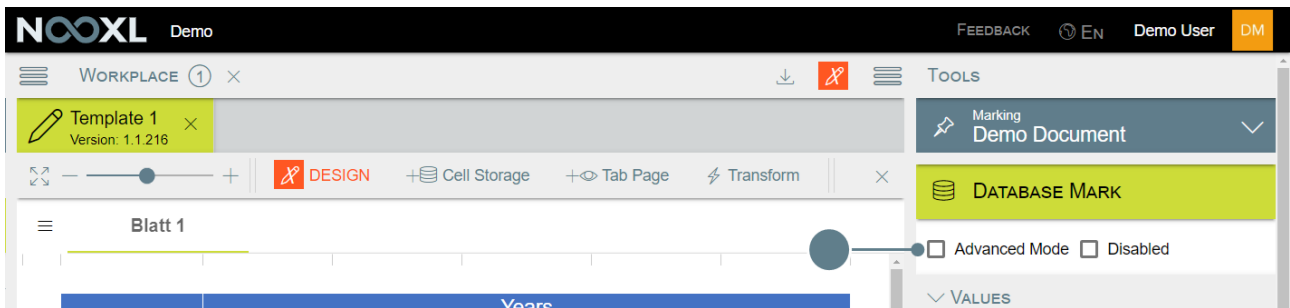 NOOXL Demo FEEDBACK EN Demo User DM
WORKPLACE 1 TOOLS
Template 1
Version: 1.1.216
Marking
Demo Document
DESIGN Cell Storage Tab Page Transform
DATABASE MARK
Blatt 1
Advanced Mode Disabled
VALUES
Years